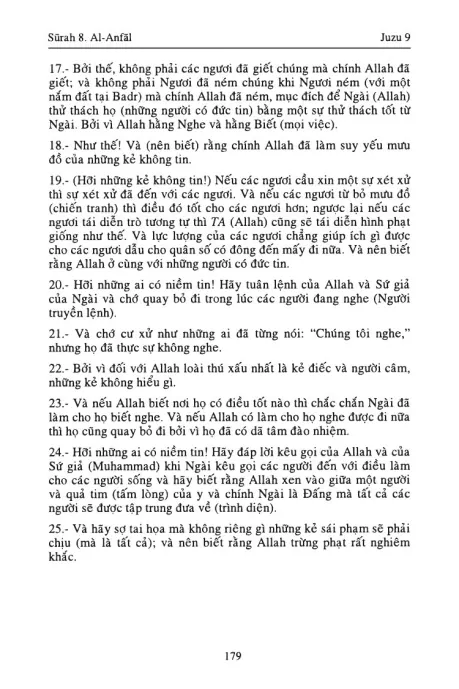 Sūrah 8. Al-Anfāl
Juzu 9
17.- Bởi thế, không phải các ngươi đã giết chúng mà chính Allah đã
giết; và không phải Ngươi đã ném chúng khi Ngươi ném (với một
nắm đất tại Badr) mà chính Allah đã ném, mục đích để Ngài (Allah)
thử thách họ (những người có đức tin) bằng một sự thử thách tốt từ
Ngài. Bởi vì Allah hằng Nghe và hằng Biết (mọi việc).
18.- Như thế! Và (nên biết) rằng chính Allah đã làm suy yếu mưu
đồ của những kẻ không tin.
19.- (Hỡi những kẻ không tin!) Nếu các ngươi cầu xin một sự xét xử
thì sự xét xử đã đến với các ngươi. Và nếu các ngươi từ bỏ mưu đồ
(chiến tranh) thì điều đó tốt cho các ngươi hơn; ngược lại nếu các
ngươi tái diễn trò tương tự thì TA (Allah) cũng sẽ tái diễn hình phạt
giống như thế. Và lực lượng của các ngươi chẳng giúp ích gì được
cho các ngươi dẫu cho quân số có đông đến mấy đi nữa. Và nên biết
rằng Allah ở cùng với những người có đức tin.
20.- Hỡi những ai có niềm tin! Hãy tuân lệnh của Allah và Sứ giả
của Ngài và chớ quay bỏ đi trong lúc các người đang nghe (Người
truyền lệnh).
21.- Và chớ cư xử như những ai đã từng nói: “Chúng tôi nghe,”
nhưng họ đã thực sự không nghe.
22.- Bởi vì đối với Allah loài thú xấu nhất là kẻ điếc và người câm,
những kẻ không hiểu gì.
23.- Và nếu Allah biết nơi họ có điều tốt nào thì chắc chắn Ngài đã
làm cho họ biết nghe. Và nếu Allah có làm cho họ nghe được đi nữa
thì họ cũng quay bỏ đi bởi vì họ đã có dã tâm đào nhiệm.
24.- Hỡi những ai có niềm tin! Hãy đáp lời kêu gọi của Allah và của
Sứ giả (Muhammad) khi Ngài kêu gọi các người đến với điều làm
cho các người sống và hãy biết rằng Allah xen vào giữa một người
và quả tim (tấm lòng) của y và chính Ngài là Đấng mà tất cả các
người sẽ được tập trung đưa về (trình diện).
25.- Và hãy sợ tai họa mà không riêng gì những kẻ sái phạm sẽ phải
chịu (mà là tất cả); và nên biết rằng Allah trừng phạt rất nghiêm
khắc.
179